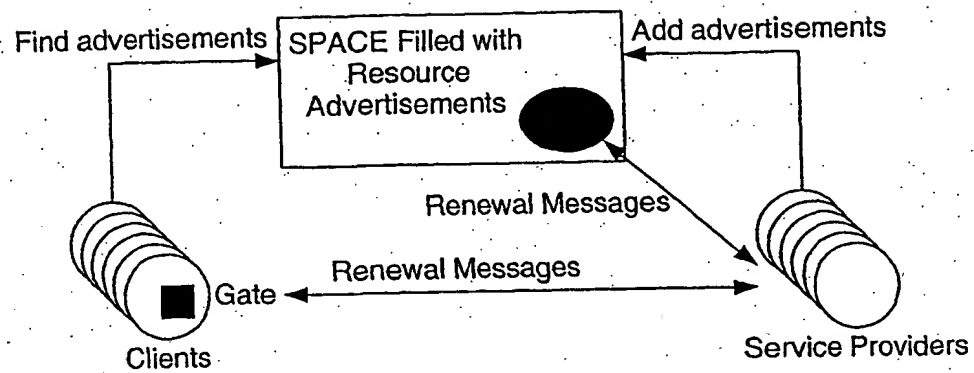 Find advertisements
SPACE Filled with
Resource
Advertisements
Add advertisements
Renewal Messages
Renewal Messages
Gate
Clients
Service Providers